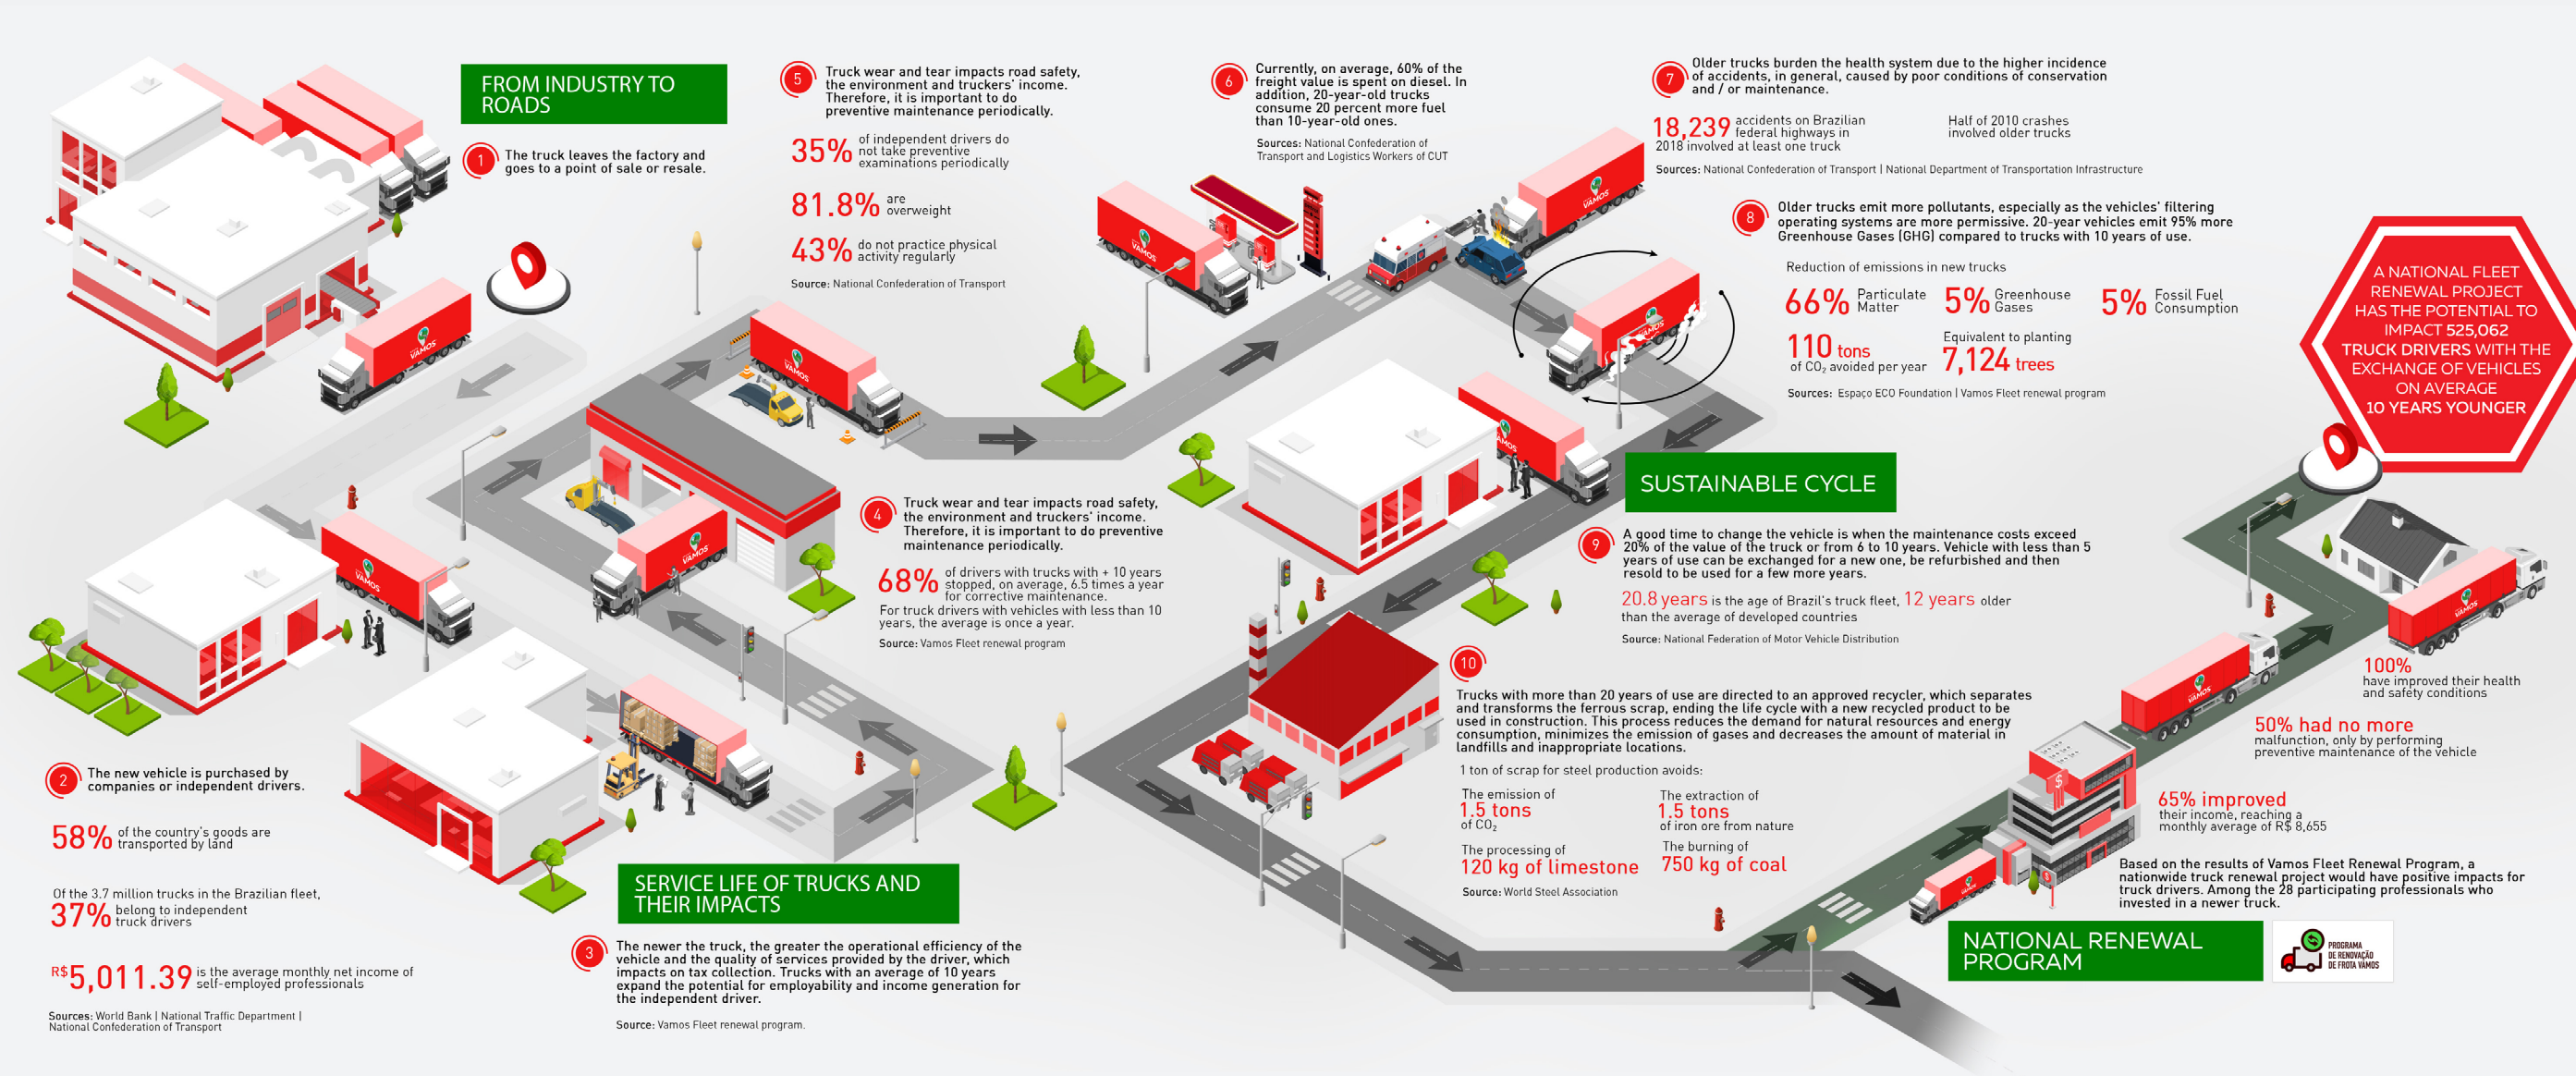 FROM INDUSTRY TO
ROADS
1
The truck leaves the factory and
goes to a point of sale or resale.
2
The new vehicle is purchased by
companies or independent drivers.
58% of the country's goods are
transported by land
Of the 3.7 million trucks in the Brazilian fleet,
37% belong to independent
truck drivers
R$5,011.39 is the average monthly net income of
self-employed professionals
Sources: World Bank | National Traffic Department |
National Confederation of Transport
SERVICE LIFE OF TRUCKS AND
THEIR IMPACTS
3
The newer the truck, the greater the operational efficiency of the
vehicle and the quality of services provided by the driver, which
impacts on tax collection. Trucks with an average of 10 years
expand the potential for employability and income generation for
the independent driver.
Source: Vamos Fleet renewal program.
4
Truck wear and tear impacts road safety,
the environment and truckers' income.
Therefore, it is important to do preventive
maintenance periodically.
68% of drivers with trucks with + 10 years
stopped, on average, 6.5 times a year
for corrective maintenance.
For truck drivers with vehicles with less than 10
years, the average is once a year.
Source: Vamos Fleet renewal program
5
Truck wear and tear impacts road safety,
the environment and truckers' income.
Therefore, it is important to do
preventive maintenance periodically.
35% of independent drivers do
not take preventive
examinations periodically
81.8% are
overweight
43% do not practice physical
activity regularly
Source: National Confederation of Transport
6
Currently, on average, 60% of the
freight value is spent on diesel. In
addition, 20-year-old trucks
consume 20 percent more fuel
than 10-year-old ones.
Sources: National Confederation of
Transport and Logistics Workers of CUT
7
Older trucks burden the health system due to the higher incidence
of accidents, in general, caused by poor conditions of conservation
and / or maintenance.
18,239 accidents on Brazilian
federal highways in
2018 involved at least one truck
Half of 2010 crashes
involved older trucks
Sources: National Confederation of Transport | National Department of Transportation Infrastructure
8
Older trucks emit more pollutants, especially as the vehicles' filtering
operating systems are more permissive. 20-year vehicles emit 95% more
Greenhouse Gases (GHG) compared to trucks with 10 years of use.
Reduction of emissions in new trucks
66% Particulate
Matter
5% Greenhouse
Gases
5% Fossil Fuel
Consumption
110 tons
of CO₂ avoided per year
Equivalent to planting
7,124 trees
Sources: Espaço ECO Foundation | Vamos Fleet renewal program
SUSTAINABLE CYCLE
9
A good time to change the vehicle is when the maintenance costs exceed
20% of the value of the truck or from 6 to 10 years. Vehicle with less than 5
years of use can be exchanged for a new one, be refurbished and then
resold to be used for a few more years.
20.8 years is the age of Brazil's truck fleet, 12 years older
than the average of developed countries
Source: National Federation of Motor Vehicle Distribution
10
Trucks with more than 20 years of use are directed to an approved recycler, which separates
and transforms the ferrous scrap, ending the life cycle with a new recycled product to be
used in construction. This process reduces the demand for natural resources and energy
consumption, minimizes the emission of gases and decreases the amount of material in
landfills and inappropriate locations.
1 ton of scrap for steel production avoids:
The emission of
1.5 tons
of CO₂
The extraction of
1.5 tons
of iron ore from nature
The processing of
120 kg of limestone
The burning of
750 kg of coal
Source: World Steel Association
A NATIONAL FLEET
RENEWAL PROJECT
HAS THE POTENTIAL TO
IMPACT 525,062
TRUCK DRIVERS WITH THE
EXCHANGE OF VEHICLES
ON AVERAGE
10 YEARS YOUNGER
100%
have improved their health
and safety conditions
50% had no more
malfunction, only by performing
preventive maintenance of the vehicle
65% improved
their income, reaching a
monthly average of R$ 8,655
Based on the results of Vamos Fleet Renewal Program, a
nationwide truck renewal project would have positive impacts for
truck drivers. Among the 28 participating professionals who
invested in a newer truck.
NATIONAL RENEWAL
PROGRAM
PROGRAMA
DE RENOVAÇÃO
DE FROTA VAMOS
VAMOS
VAMOS
VAMOS
VAMOS
VAMOS
VAMOS
VAMOS
VAMOS
VAMOS
VAMOS
$